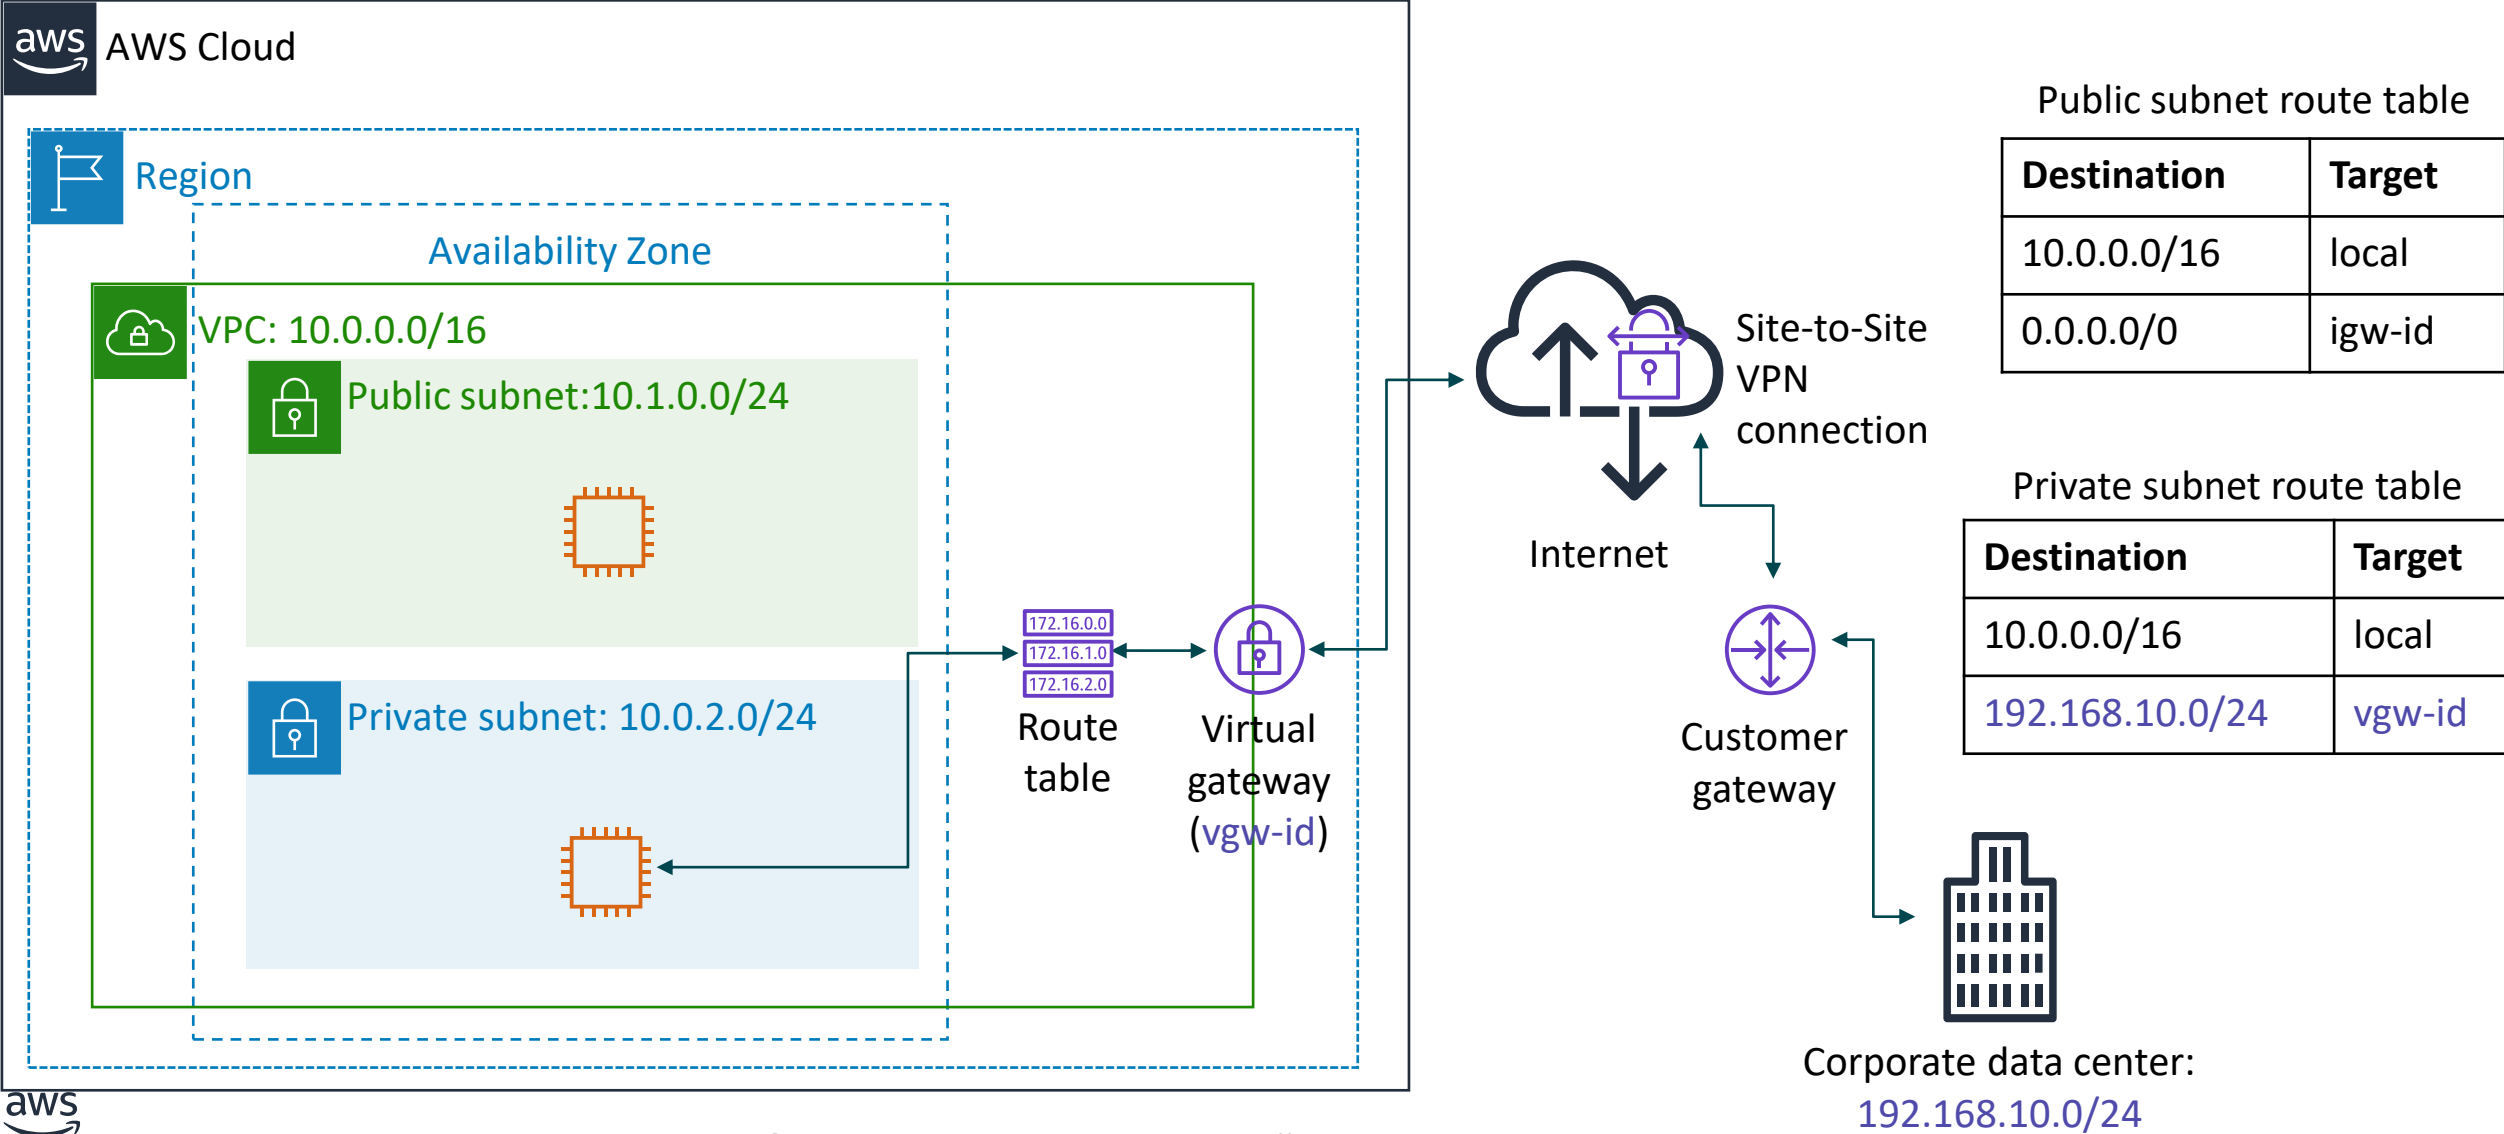 aws
AWS Cloud
Region
Availability Zone
VPC: 10.0.0.0/16
Public subnet:10.1.0.0/24
Private subnet: 10.0.2.0/24
172.16.0.0
172.16.1.0
172.16.2.0
Route
table
Virtual
gateway
(vgw-id)
Site-to-Site
VPN
connection
Internet
Customer
gateway
Corporate data center:
192.168.10.0/24
Public subnet route table
Destination Target
10.0.0.0/16 local
0.0.0.0/0 igw-id
Private subnet route table
Destination Target
10.0.0.0/16 local
192.168.10.0/24 vgw-id
aws